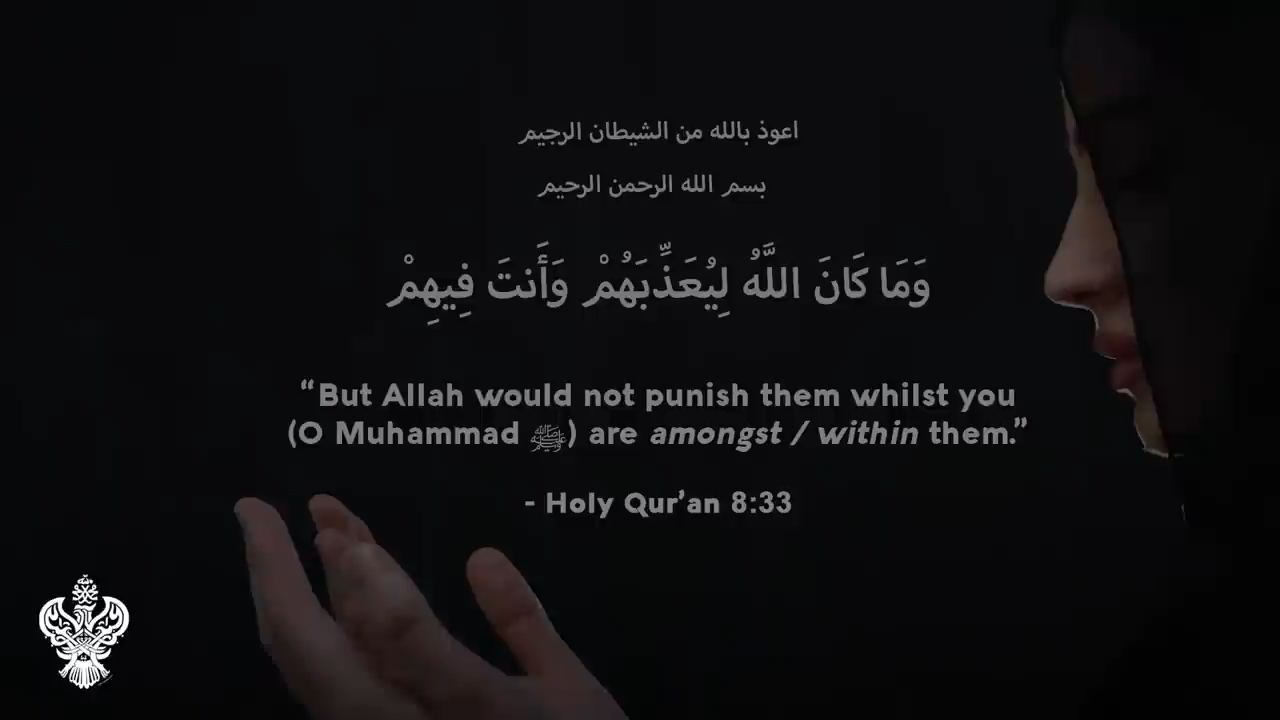 اعوذ بالله من الشيطان الرجيم
بسم الله الرحمن الرحيم
وَمَا كَانَ اللَّهُ لِيُعَذِّبَهُمْ وَأَنتَ فِيهِمْ
“But Allah would not punish them whilst you
(O Muhammad ﷺ) are amongst / within them.”
- Holy Qur’an 8:33